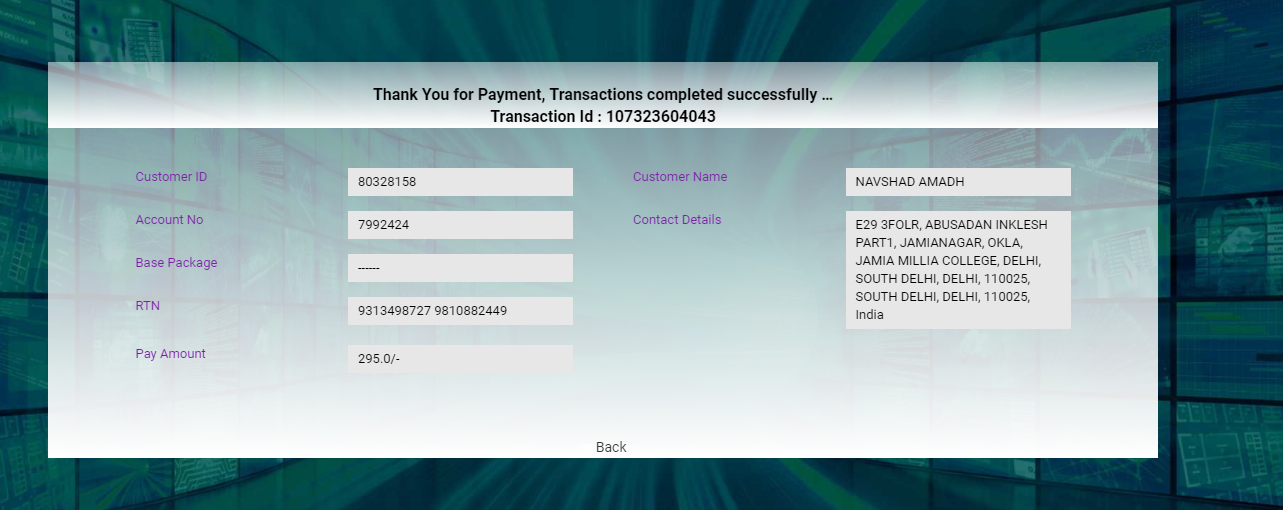 Thank You for Payment, Transactions completed successfully ...
Transaction Id : 107323604043
Customer ID
80328158
Customer Name
NAVSHAD AMADH
Account No
7992424
Contact Details
E29 3FOLR, ABUSADAN INKLESH
PART1, JAMIANAGAR, OKLA,
JAMIA MILLIA COLLEGE, DELHI,
SOUTH DELHI, DELHI, 110025,
SOUTH DELHI, DELHI, 110025,
India
Base Package
------
RTN
9313498727 9810882449
Pay Amount
295.0/-
Back